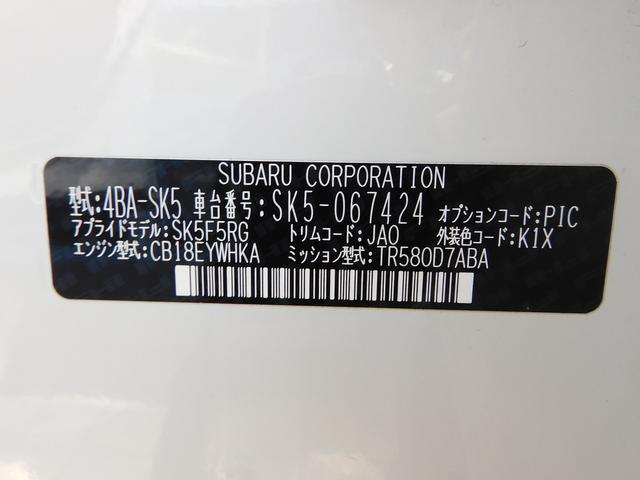 SUBARU CORPORATION
型式:4BA-SK5 車台番号:SK5-067424 オプションコード:PIC
アプライドモデル:SK5F5RG トリムコード:JAO 外装色コード:K1X
エンジン型式:CB18EYWHKA ミッション型式:TR580D7ABA